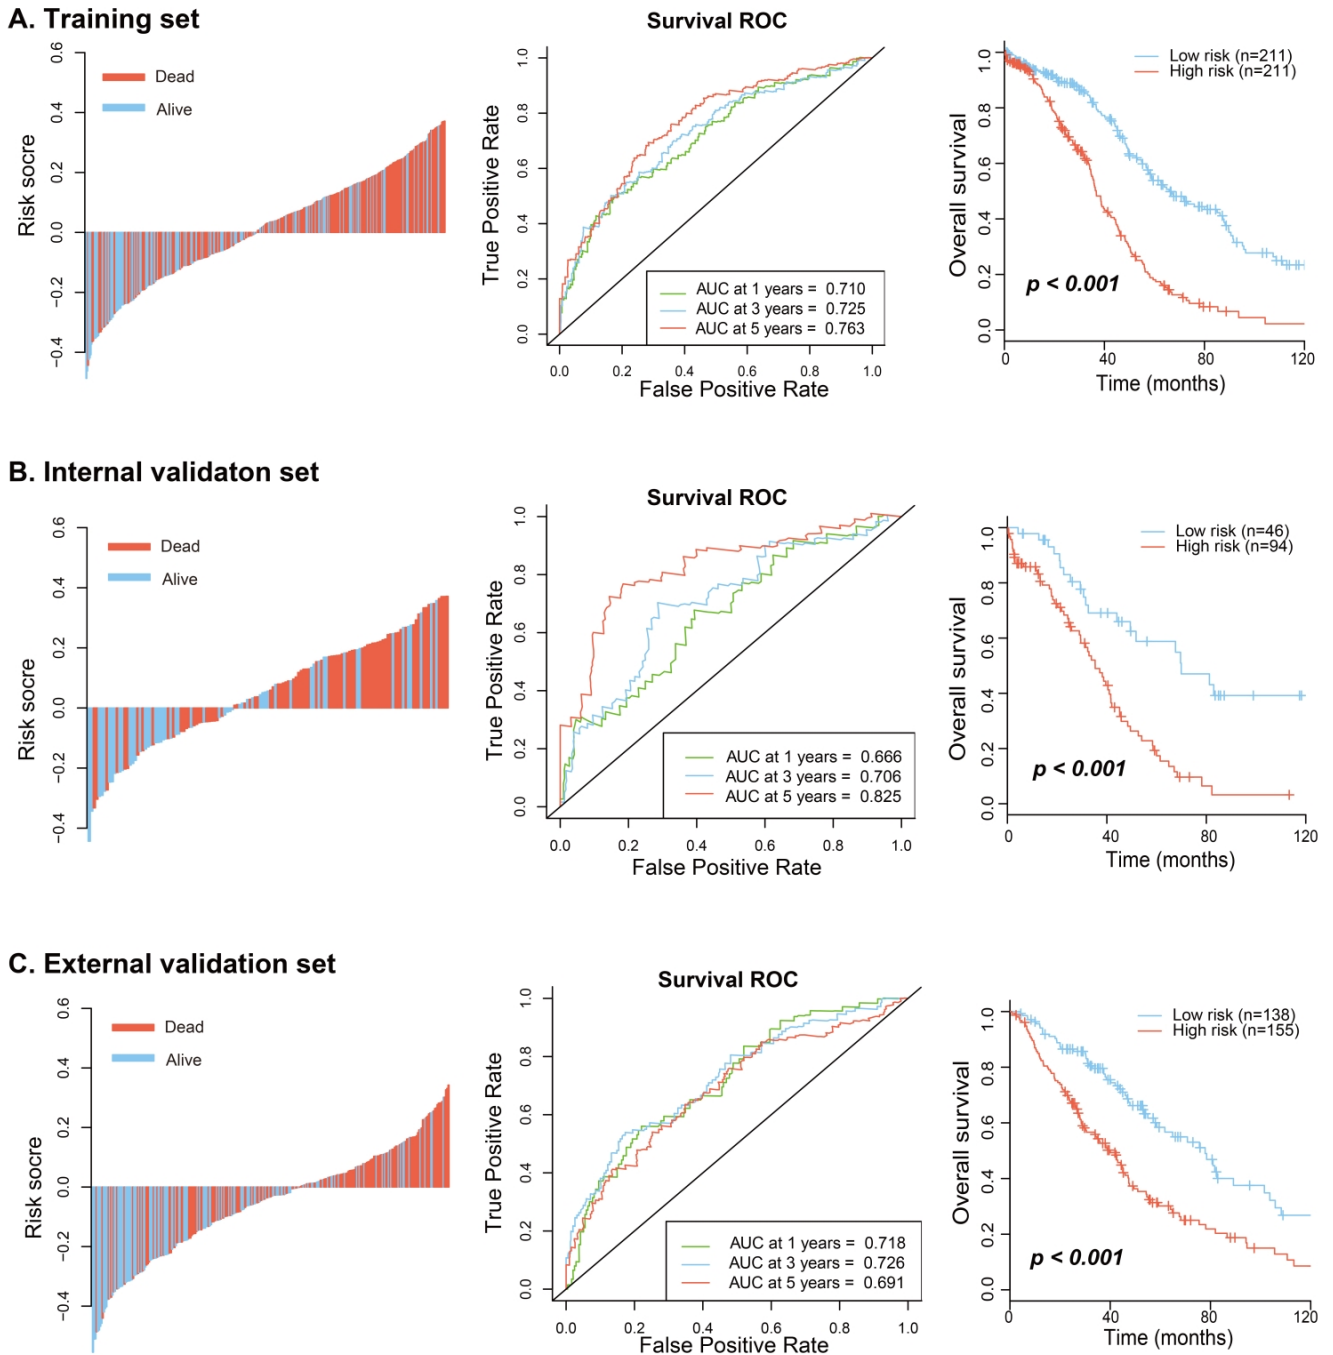 A. Training set
Survival ROC
Risk socre
0.6
0.4
0.2
0.0
−0.2
−0.4
Dead
Alive
True Positive Rate
1.0
0.8
0.6
0.4
0.2
0.0
AUC at 1 years = 0.710
AUC at 3 years = 0.725
AUC at 5 years = 0.763
0.0 0.2 0.4 0.6 0.8 1.0
False Positive Rate
Overall survival
1.0
0.8
0.6
0.4
0.2
0.0
Low risk (n=211)
High risk (n=211)
p < 0.001
0 40 80 120
Time (months)
B. Internal validaton set
Survival ROC
Risk socre
0.6
0.4
0.2
0.0
−0.2
−0.4
Dead
Alive
True Positive Rate
1.0
0.8
0.6
0.4
0.2
0.0
AUC at 1 years = 0.666
AUC at 3 years = 0.706
AUC at 5 years = 0.825
0.0 0.2 0.4 0.6 0.8 1.0
False Positive Rate
Overall survival
1.0
0.8
0.6
0.4
0.2
0.0
Low risk (n=46)
High risk (n=94)
p < 0.001
0 40 80 120
Time (months)
C. External validation set
Survival ROC
Risk socre
0.6
0.4
0.2
0.0
−0.2
−0.4
Dead
Alive
True Positive Rate
1.0
0.8
0.6
0.4
0.2
0.0
AUC at 1 years = 0.718
AUC at 3 years = 0.726
AUC at 5 years = 0.691
0.0 0.2 0.4 0.6 0.8 1.0
False Positive Rate
Overall survival
1.0
0.8
0.6
0.4
0.2
0.0
Low risk (n=138)
High risk (n=155)
p < 0.001
0 40 80 120
Time (months)